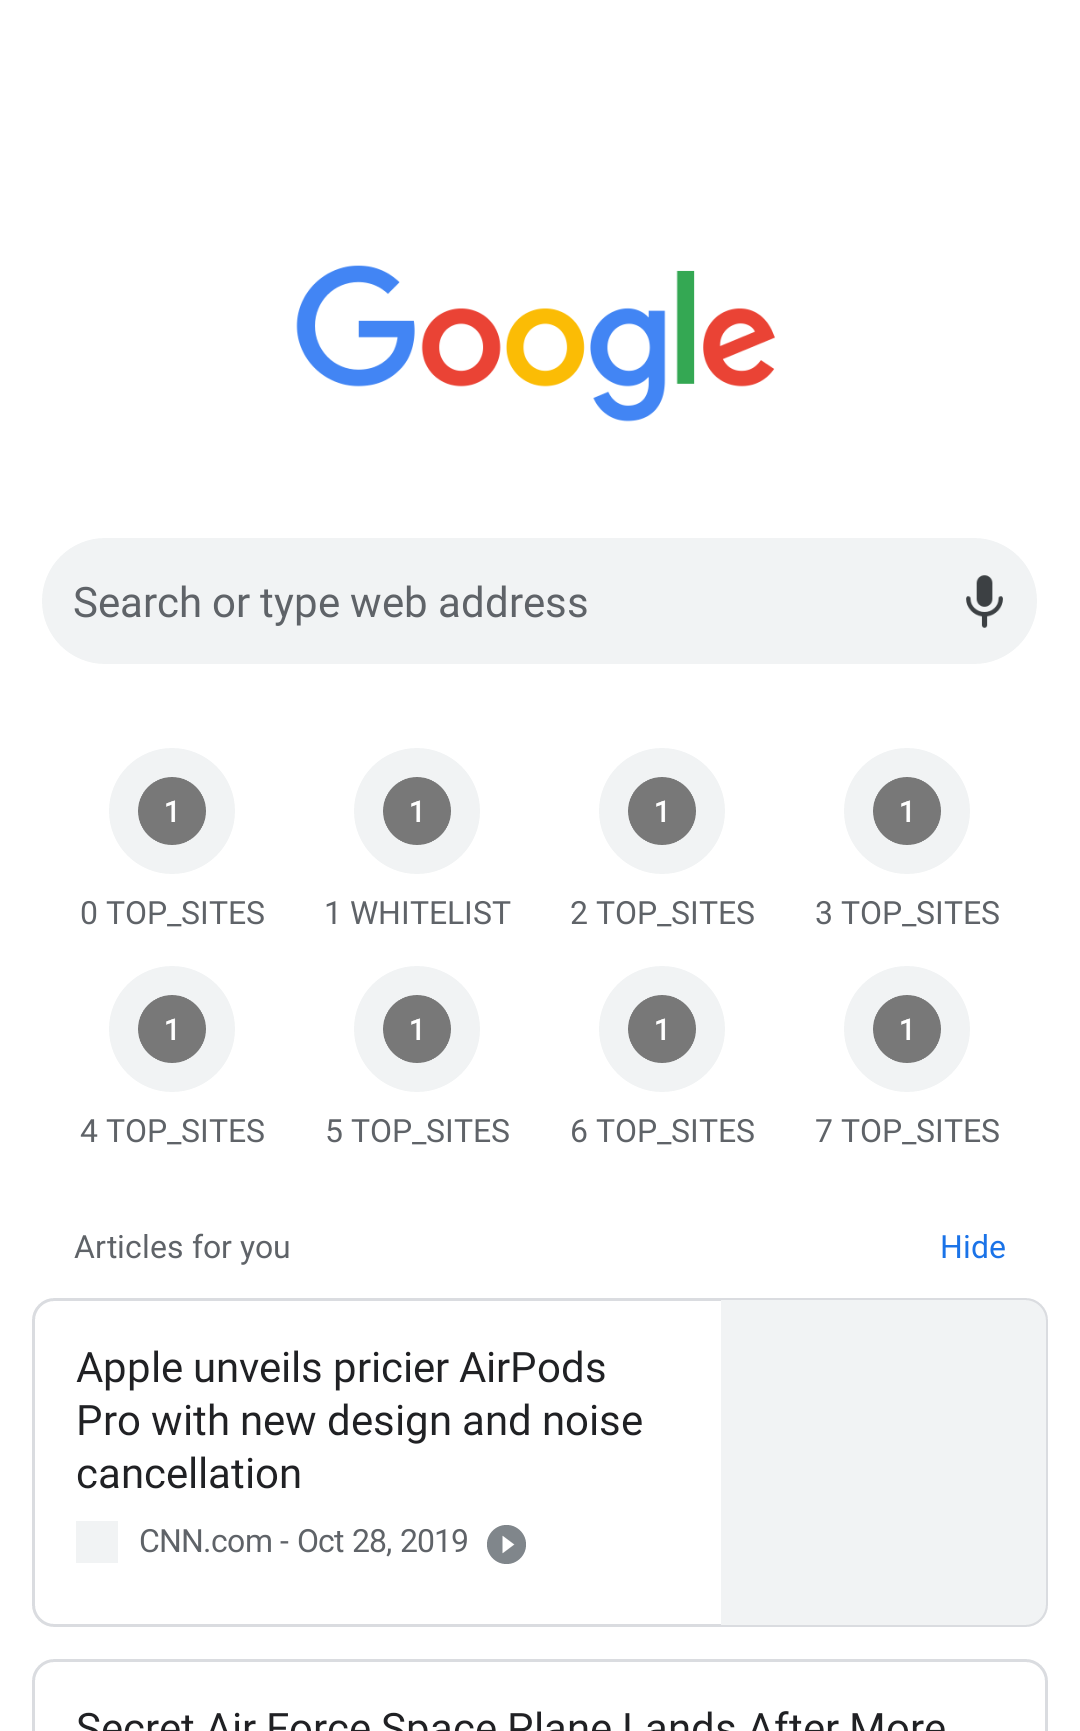 Google
Search or type web address
1 1 1 1
0 TOP_SITES 1 WHITELIST 2 TOP_SITES 3 TOP_SITES
1 1 1 1
4 TOP_SITES 5 TOP_SITES 6 TOP_SITES 7 TOP_SITES
Articles for you Hide
Apple unveils pricier AirPods
Pro with new design and noise
cancellation
CNN.com - Oct 28, 2019
Secret Air Force Space Plane Lands After More